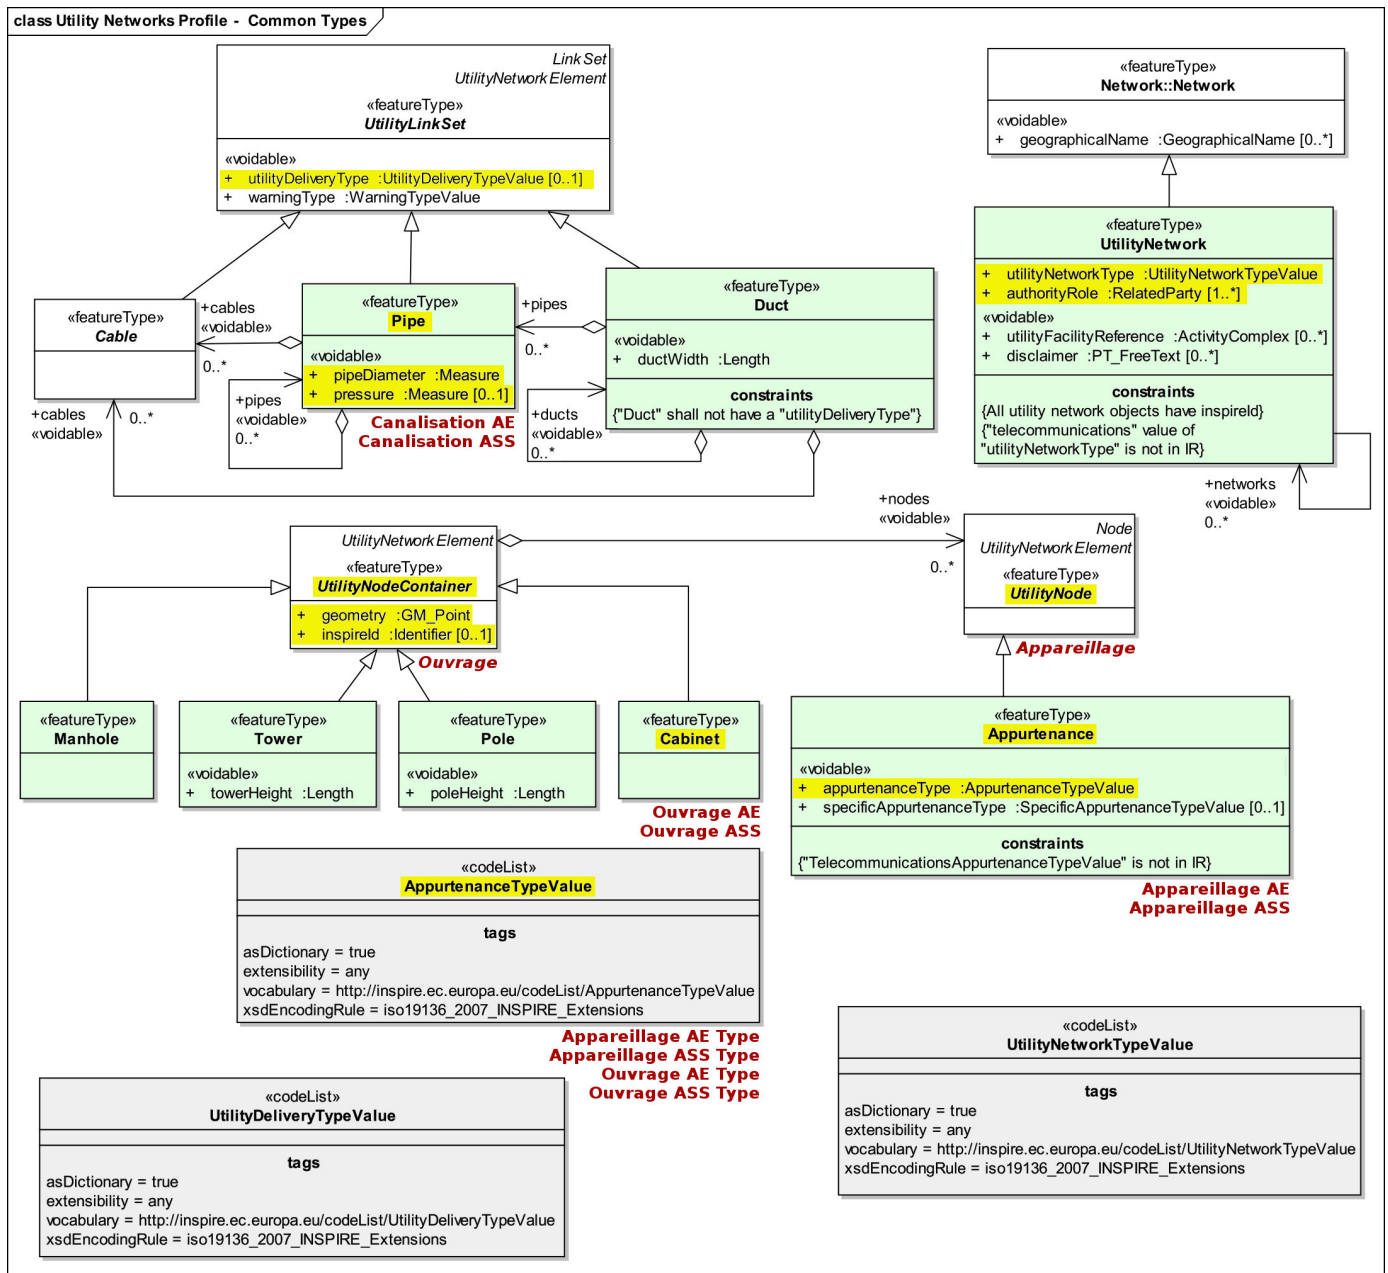 class Utility Networks Profile - Common Types
LinkSet
UtilityNetworkElement
«featureType»
UtilityLinkSet
«voidable»
+ utilityDeliveryType :UtilityDeliveryTypeValue [0..1]
+ warningType :WarningTypeValue
«featureType»
Network::Network
«voidable»
+ geographicalName :GeographicalName [0..*]
«featureType»
UtilityNetwork
+ utilityNetworkType :UtilityNetworkTypeValue
+ authorityRole :RelatedParty [1..*]
«voidable»
+ utilityFacilityReference :ActivityComplex [0..*]
+ disclaimer :PT_FreeText [0..*]
constraints
{All utility network objects have inspireId}
{"telecommunications" value of
"utilityNetworkType" is not in IR}
+networks
«voidable»
0..*
«featureType»
Cable
+cables
«voidable»
0..*
«featureType»
Pipe
«voidable»
+ pipeDiameter :Measure
+ pressure :Measure [0..1]
Canalisation AE
Canalisation ASS
+pipes
0..*
«featureType»
Duct
«voidable»
+ ductWidth :Length
constraints
{"Duct" shall not have a "utilityDeliveryType"}
+cables
«voidable»
0..*
+pipes
«voidable»
0..*
+ducts
«voidable»
0..*
UtilityNetworkElement
«featureType»
UtilityNodeContainer
+ geometry :GM_Point
+ inspireId :Identifier [0..1]
Ouvrage
+nodes
«voidable»
0..*
Node
UtilityNetworkElement
«featureType»
UtilityNode
Appareillage
«featureType»
Manhole
«featureType»
Tower
«voidable»
+ towerHeight :Length
«featureType»
Pole
«voidable»
+ poleHeight :Length
«featureType»
Cabinet
Ouvrage AE
Ouvrage ASS
«featureType»
Appurtenance
«voidable»
+ appurtenanceType :AppurtenanceTypeValue
+ specificAppurtenanceType :SpecificAppurtenanceTypeValue [0..1]
constraints
{"TelecommunicationsAppurtenanceTypeValue" is not in IR}
Appareillage AE
Appareillage ASS
«codeList»
AppurtenanceTypeValue
tags
asDictionary = true
extensibility = any
vocabulary = http://inspire.ec.europa.eu/codeList/AppurtenanceTypeValue
xsdEncodingRule = iso19136_2007_INSPIRE_Extensions
Appareillage AE Type
Appareillage ASS Type
Ouvrage AE Type
Ouvrage ASS Type
«codeList»
UtilityNetworkTypeValue
tags
asDictionary = true
extensibility = any
vocabulary = http://inspire.ec.europa.eu/codeList/UtilityNetworkTypeValue
xsdEncodingRule = iso19136_2007_INSPIRE_Extensions
«codeList»
UtilityDeliveryTypeValue
tags
asDictionary = true
extensibility = any
vocabulary = http://inspire.ec.europa.eu/codeList/UtilityDeliveryTypeValue
xsdEncodingRule = iso19136_2007_INSPIRE_Extensions